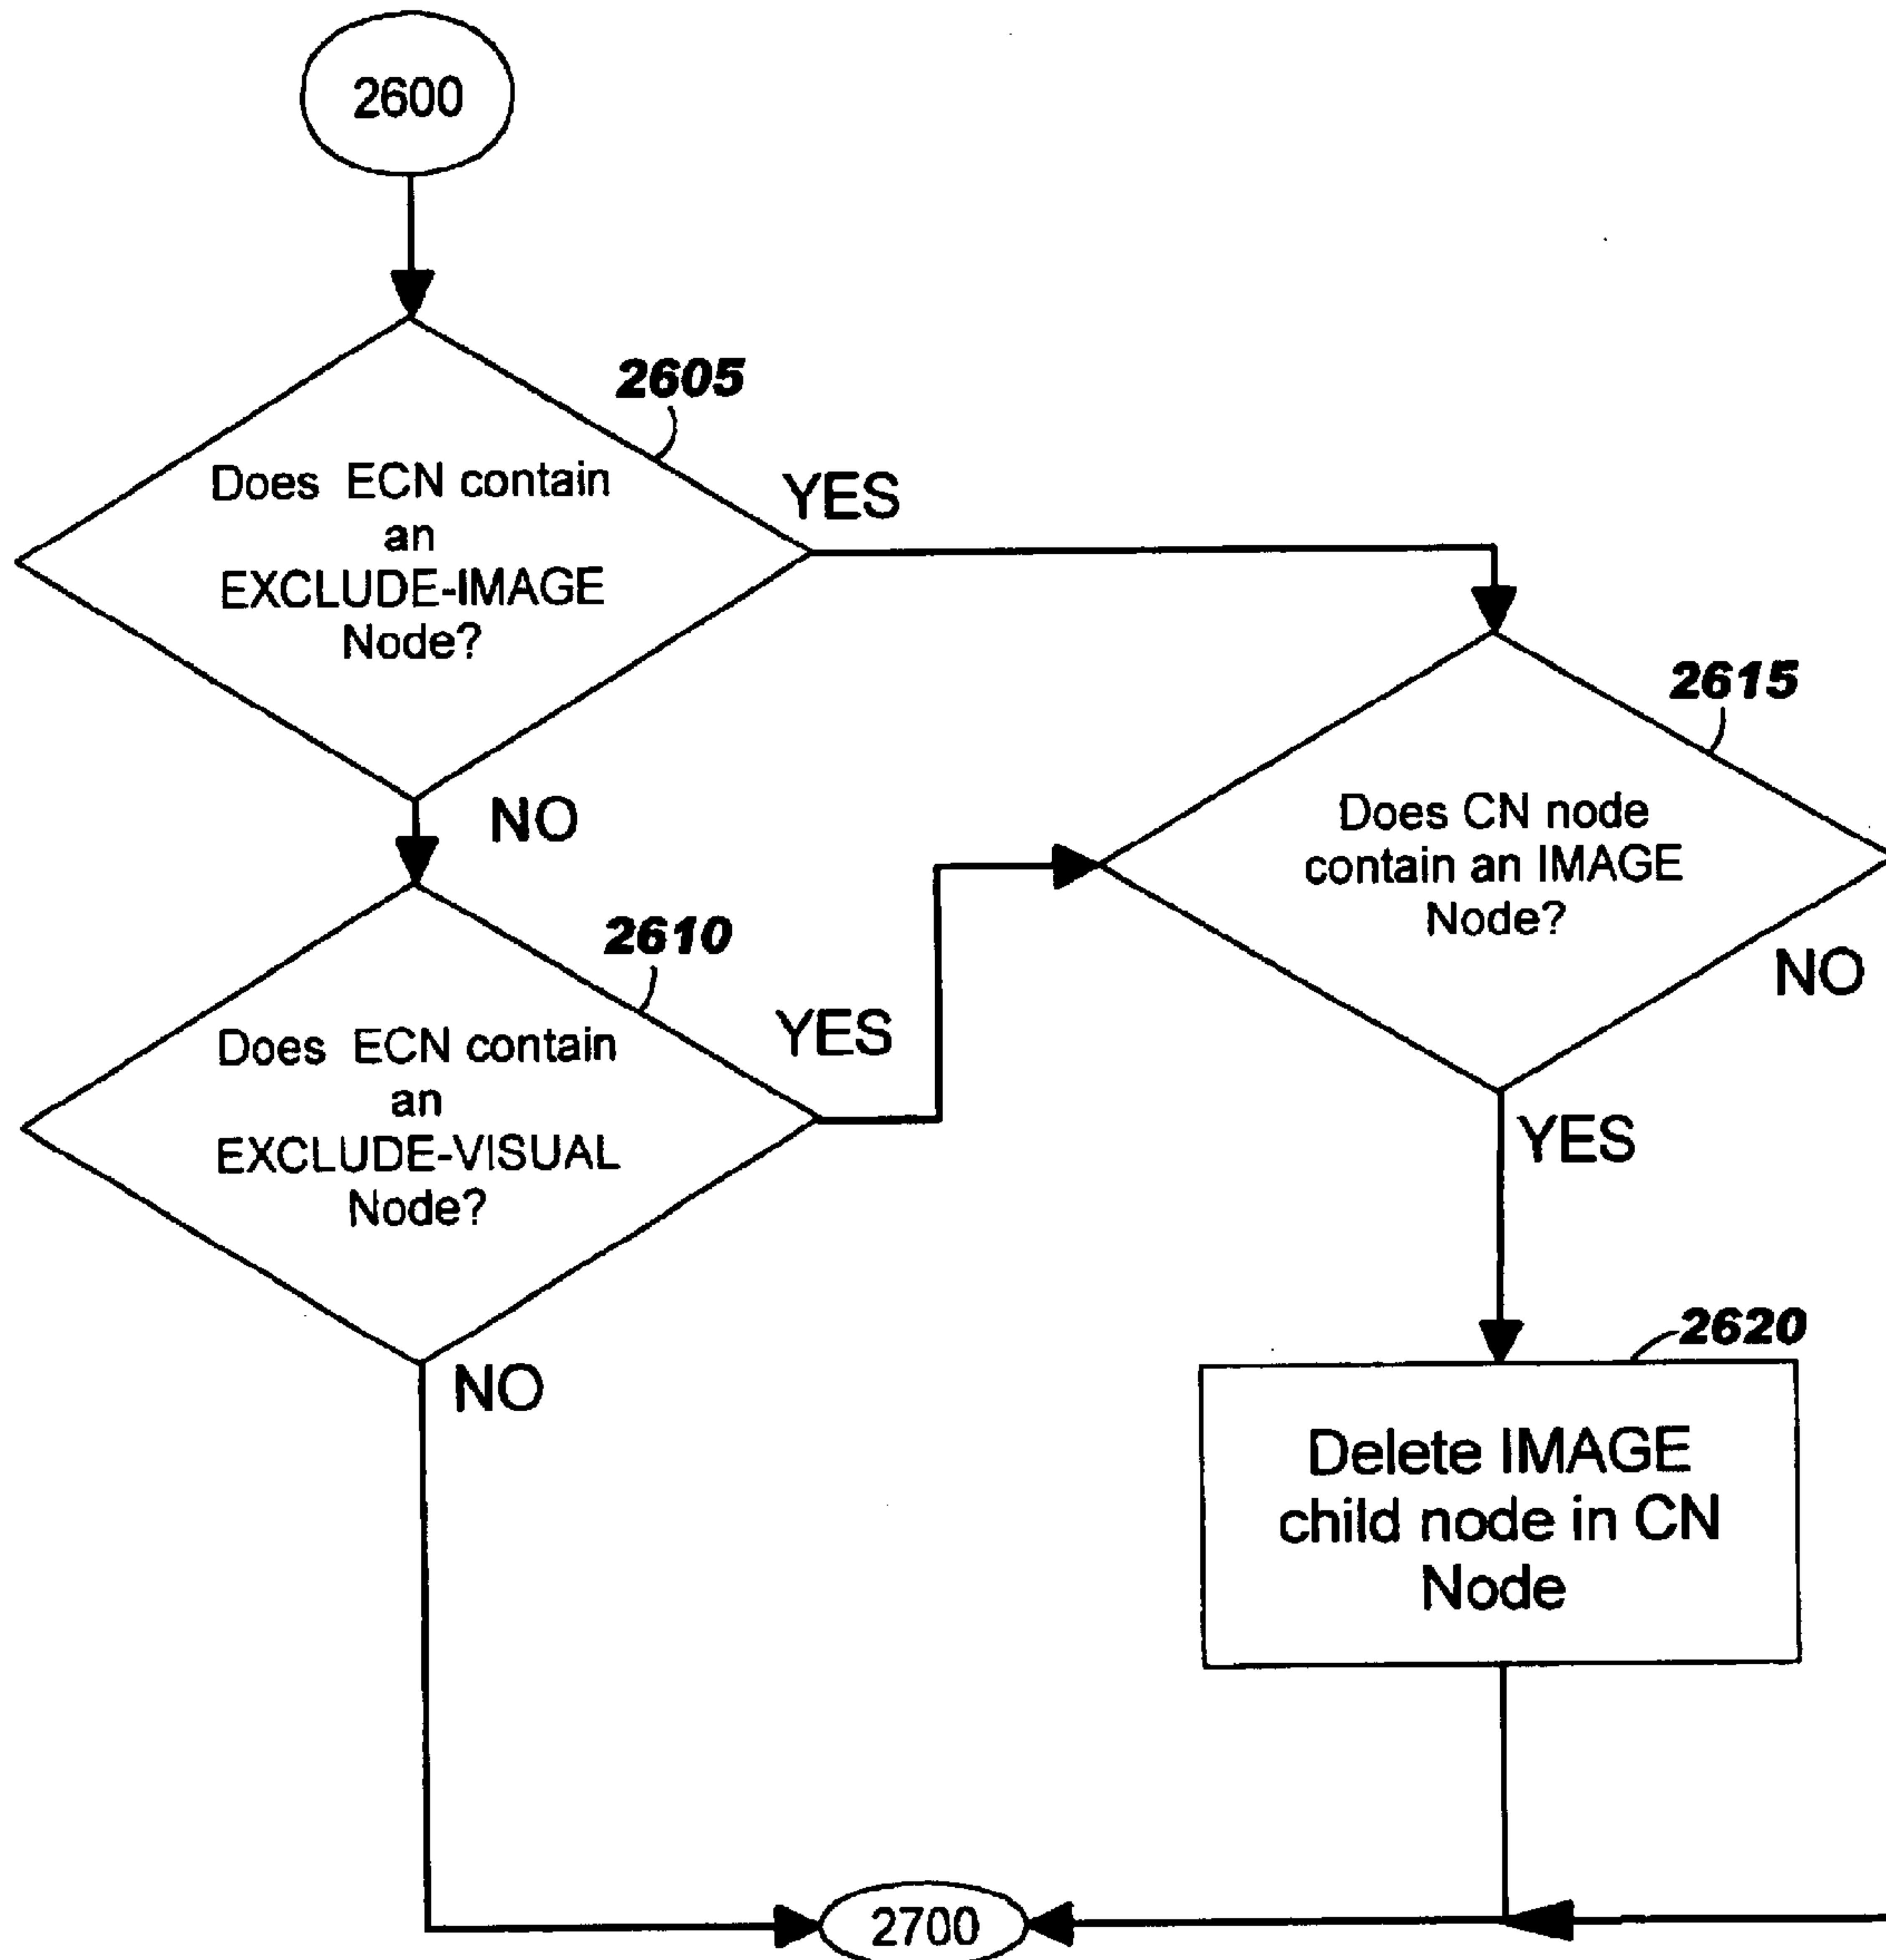 2600
2605
Does ECN contain
an
EXCLUDE-IMAGE
Node?
YES
NO
2610
Does ECN contain
an
EXCLUDE-VISUAL
Node?
YES
NO
2615
Does CN node
contain an IMAGE
Node?
NO
YES
2620
Delete IMAGE
child node in CN
Node
2700